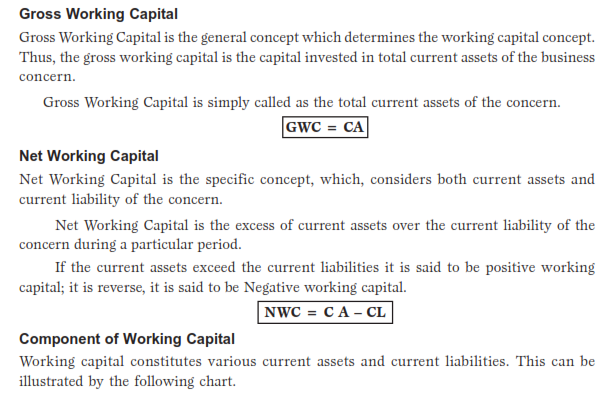 Gross Working Capital
Gross Working Capital is the general concept which determines the working capital concept.
Thus, the gross working capital is the capital invested in total current assets of the business
concern.
Gross Working Capital is simply called as the total current assets of the concern.
GWC = CA
Net Working Capital
Net Working Capital is the specific concept, which, considers both current assets and
current liability of the concern.
Net Working Capital is the excess of current assets over the current liability of the
concern during a particular period.
If the current assets exceed the current liabilities it is said to be positive working
capital; it is reverse, it is said to be Negative working capital.
NWC = C A – CL
Component of Working Capital
Working capital constitutes various current assets and current liabilities. This can be
illustrated by the following chart.